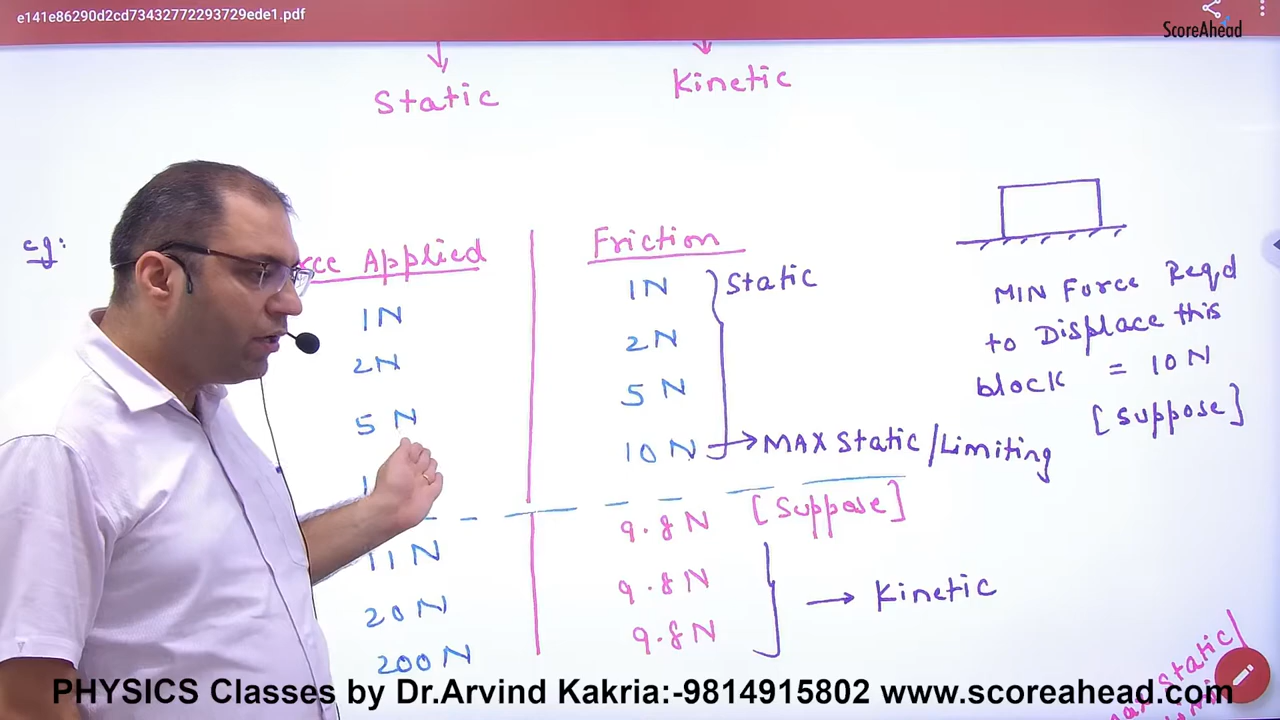 e141e86290d2cd73432772293729ede1.pdf
ScoreAhead
Static
Kinetic
eg:
Applied
Friction
1N
1N
Static
2N
2N
5 N
5 N
10 N
MAX Static/Limiting
11 N
9.8 N
[Suppose]
20 N
9.8 N
Kinetic
200 N
9.8 N
MIN Force Reqd
to Displace this
block = 10 N
[Suppose]
Max Static
PHYSICS Classes by Dr.Arvind Kakria:-9814915802 www.scoreahead.com